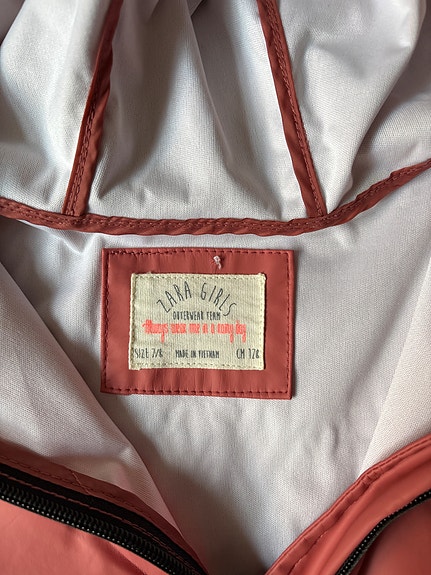 ZARA GIRLS
OUTERWEAR TEAM
Always wear me in a rainy day
SIZE 7/8 MADE IN VIETNAM CM 128